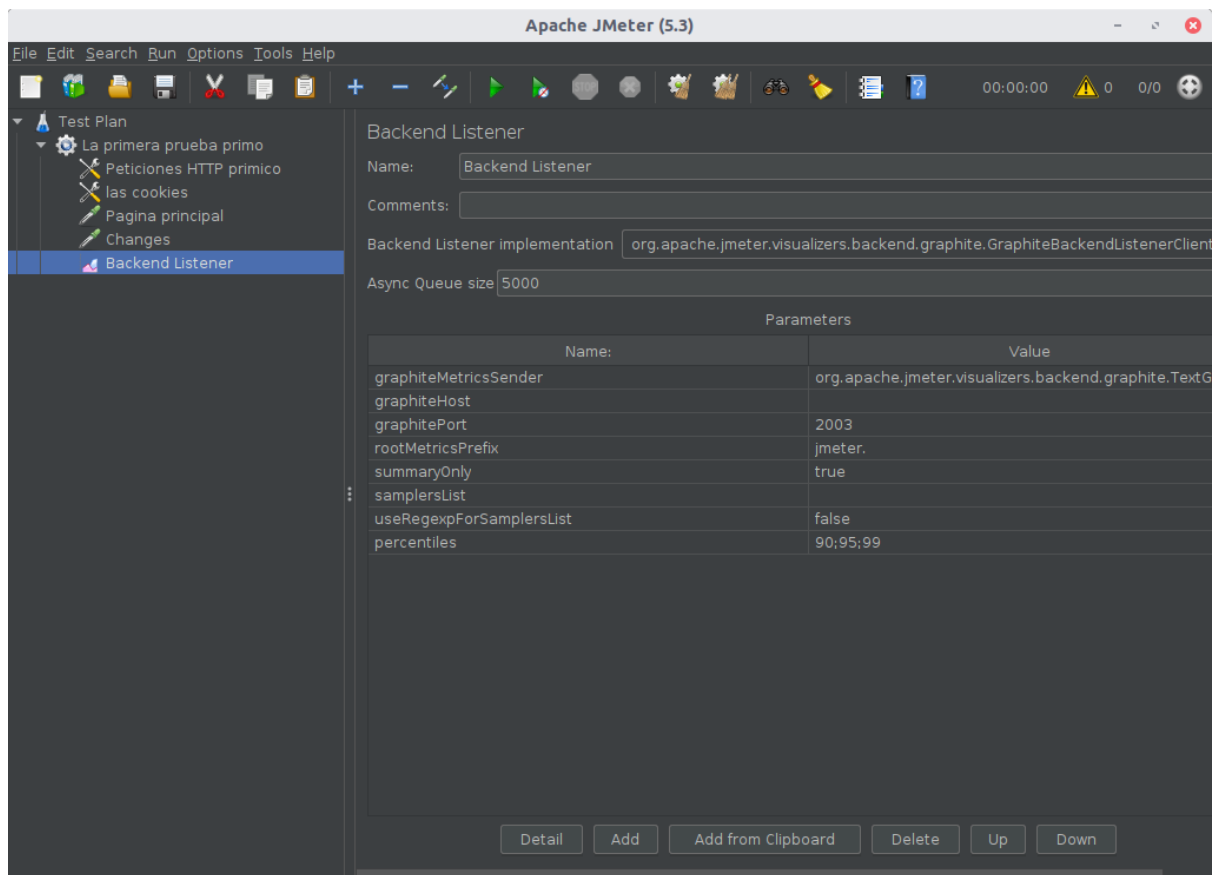 Apache JMeter (5.3)
File Edit Search Run Options Tools Help
STOP
?
00:00:00
0
0/0
Test Plan
La primera prueba primo
Peticiones HTTP primico
las cookies
Pagina principal
Changes
Backend Listener
Backend Listener
Name: Backend Listener
Comments:
Backend Listener implementation org.apache.jmeter.visualizers.backend.graphite.GraphiteBackendListenerClient
Async Queue size 5000
Parameters
Name: Value
graphiteMetricsSender org.apache.jmeter.visualizers.backend.graphite.TextG
graphiteHost
graphitePort 2003
rootMetricsPrefix jmeter.
summaryOnly true
samplersList
useRegexpForSamplersList false
percentiles 90;95;99
Detail Add Add from Clipboard Delete Up Down